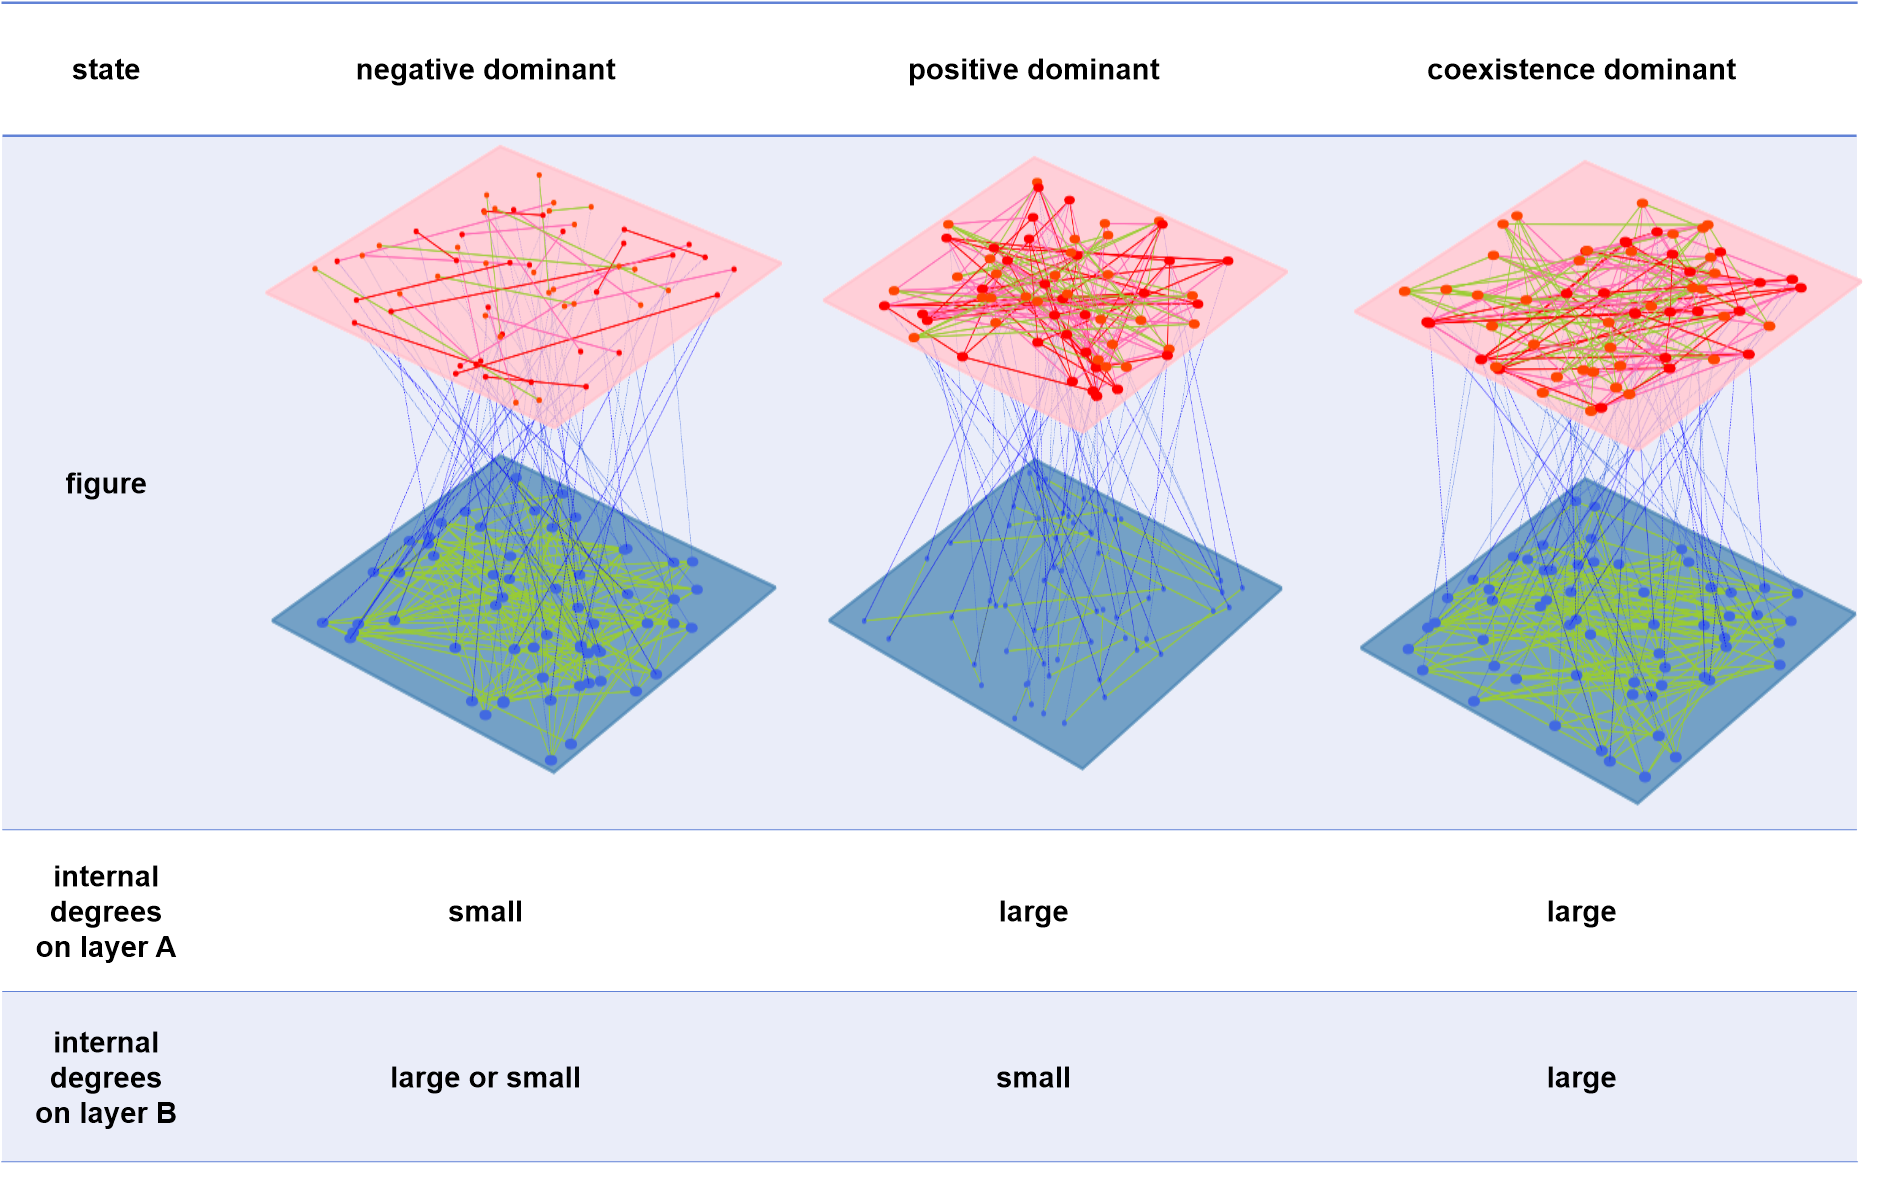 state negative dominant positive dominant coexistence dominant
figure
internal
degrees
on layer A
small large large
internal
degrees
on layer B
large or small small large